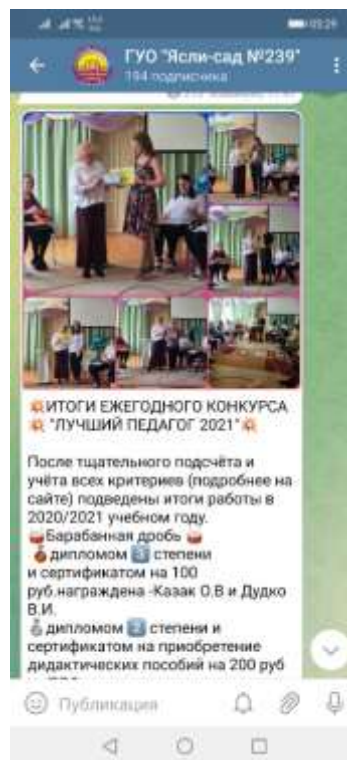 03:29
ГУО "Ясли-сад №239"
194 подписчика
ИТОГИ ЕЖЕГОДНОГО КОНКУРСА
"ЛУЧШИЙ ПЕДАГОГ 2021"
После тщательного подсчёта и
учёта всех критериев (подробнее на
сайте) подведены итоги работы в
2020/2021 учебном году.
🥁Барабанная дробь🥁
дипломом 3 степени
и сертификатом на 100
руб.награждена -Казак О.В и Дудко
В.И.
дипломом 2 степени и
сертификатом на приобретение
дидактических пособий на 200 руб
Публикация